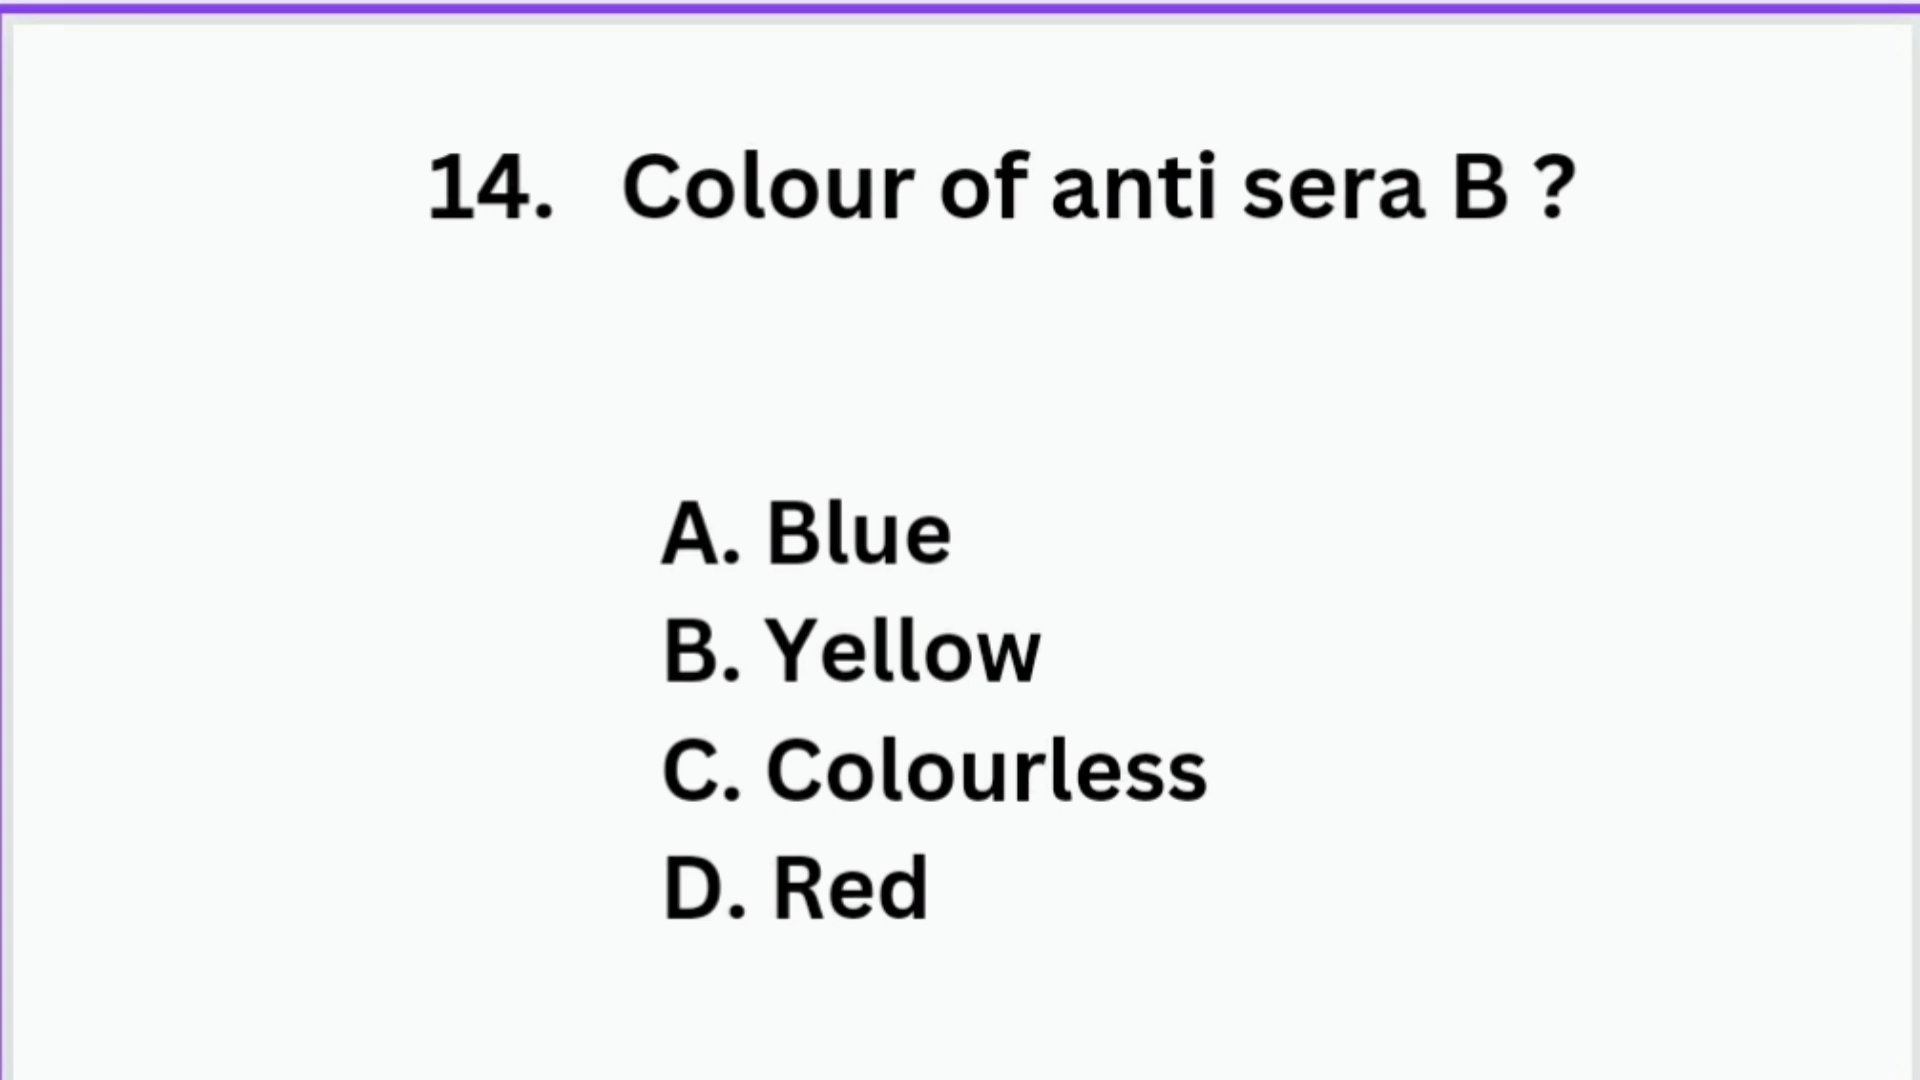 14. Colour of anti sera B ?
A. Blue
B. Yellow
C. Colourless
D. Red